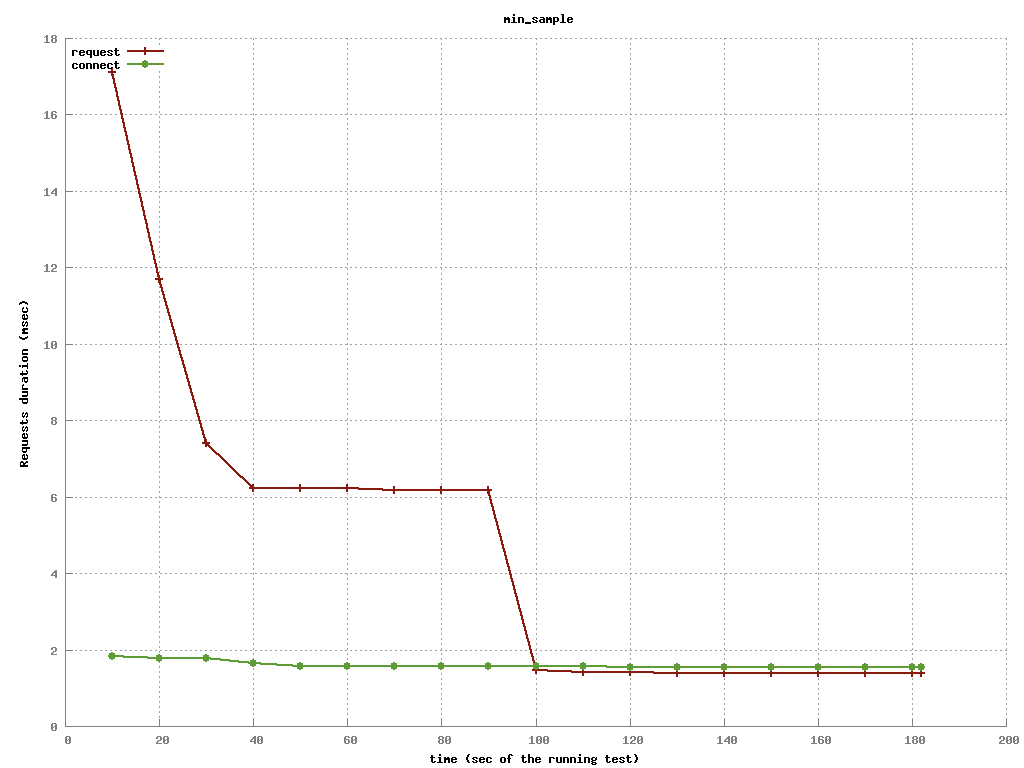 min_sample
request
connect
18
16
14
12
10
8
6
4
2
0
Requests duration (msec)
0 20 40 60 80 100 120 140 160 180 200
time (sec of the running test)